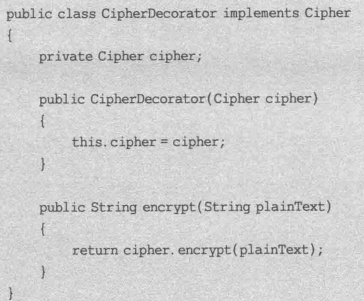 public class CipherDecorator implements Cipher
{
    private Cipher cipher;
    public CipherDecorator(Cipher cipher)
    {
        this.cipher = cipher;
    }
    public String encrypt(String plainText)
    {
        return cipher.encrypt(plainText);
    }
}